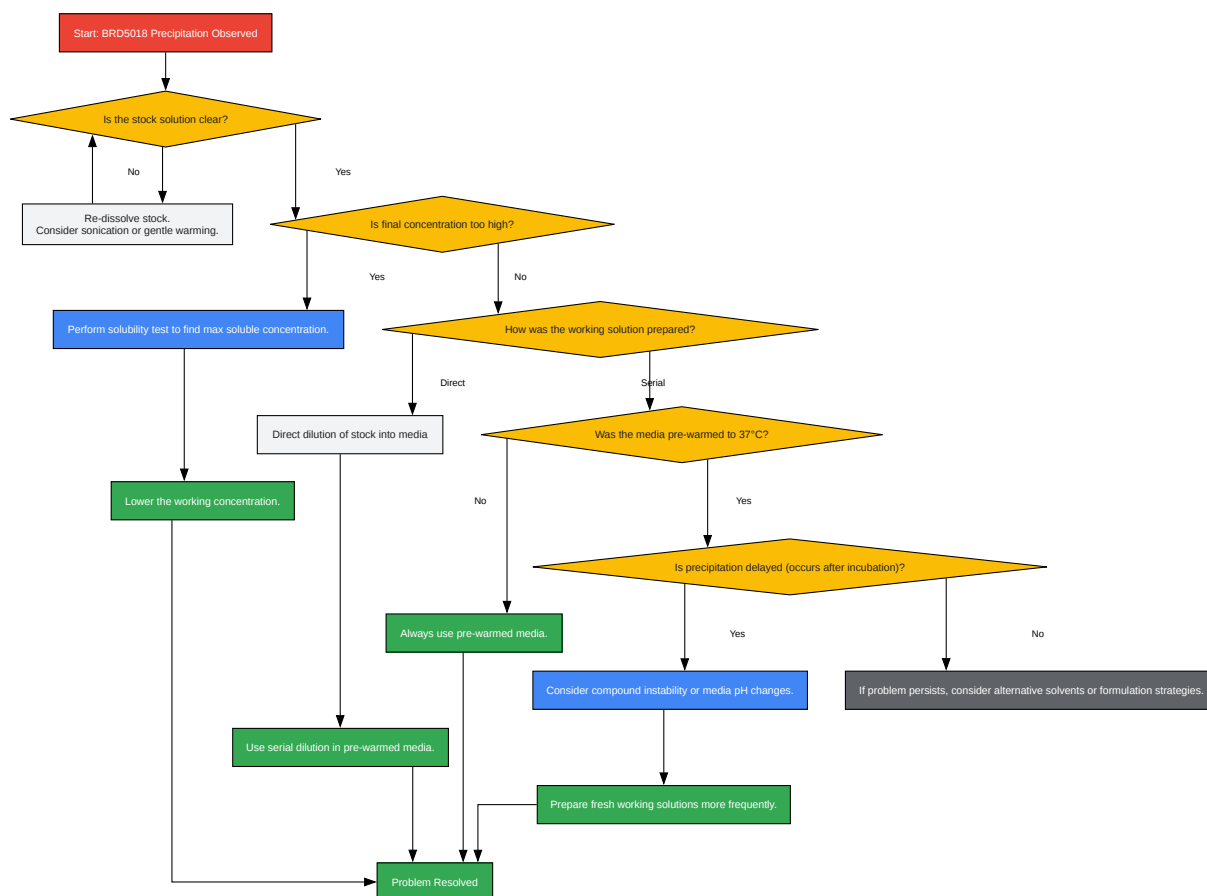 Start: BRD5018 Precipitation Observed
Is the stock solution clear?
No
Yes
Re-dissolve stock.
Consider sonication or gentle warming.
Is final concentration too high?
Yes
No
Perform solubility test to find max soluble concentration.
How was the working solution prepared?
Direct
Serial
Direct dilution of stock into media
Was the media pre-warmed to 37°C?
Lower the working concentration.
No
Yes
Is precipitation delayed (occurs after incubation)?
Always use pre-warmed media.
Yes
No
Consider compound instability or media pH changes.
If problem persists, consider alternative solvents or formulation strategies.
Use serial dilution in pre-warmed media.
Prepare fresh working solutions more frequently.
Problem Resolved